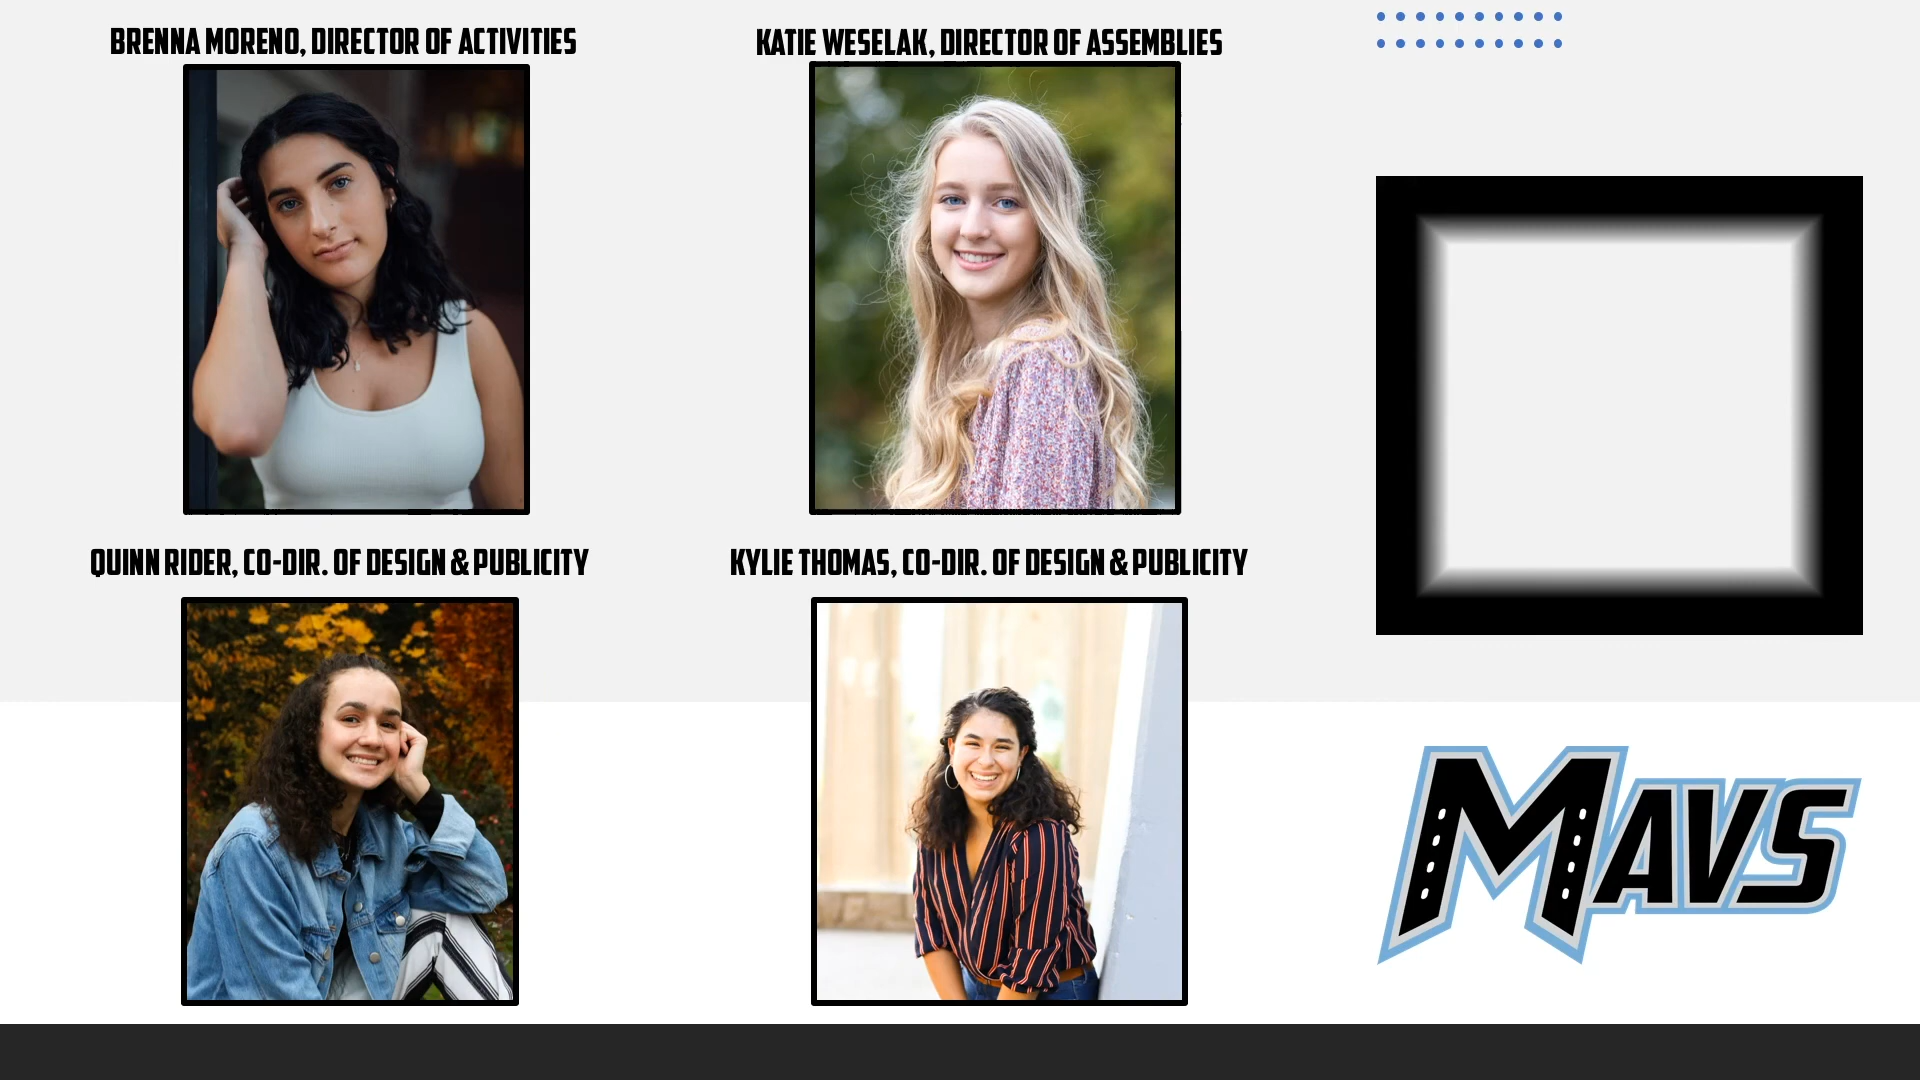 BRENNA MORENO, DIRECTOR OF ACTIVITIES
KATIE WESELAK, DIRECTOR OF ASSEMBLIES
QUINN RIDER, CO-DIR. OF DESIGN & PUBLICITY
KYLIE THOMAS, CO-DIR. OF DESIGN & PUBLICITY
MAVS